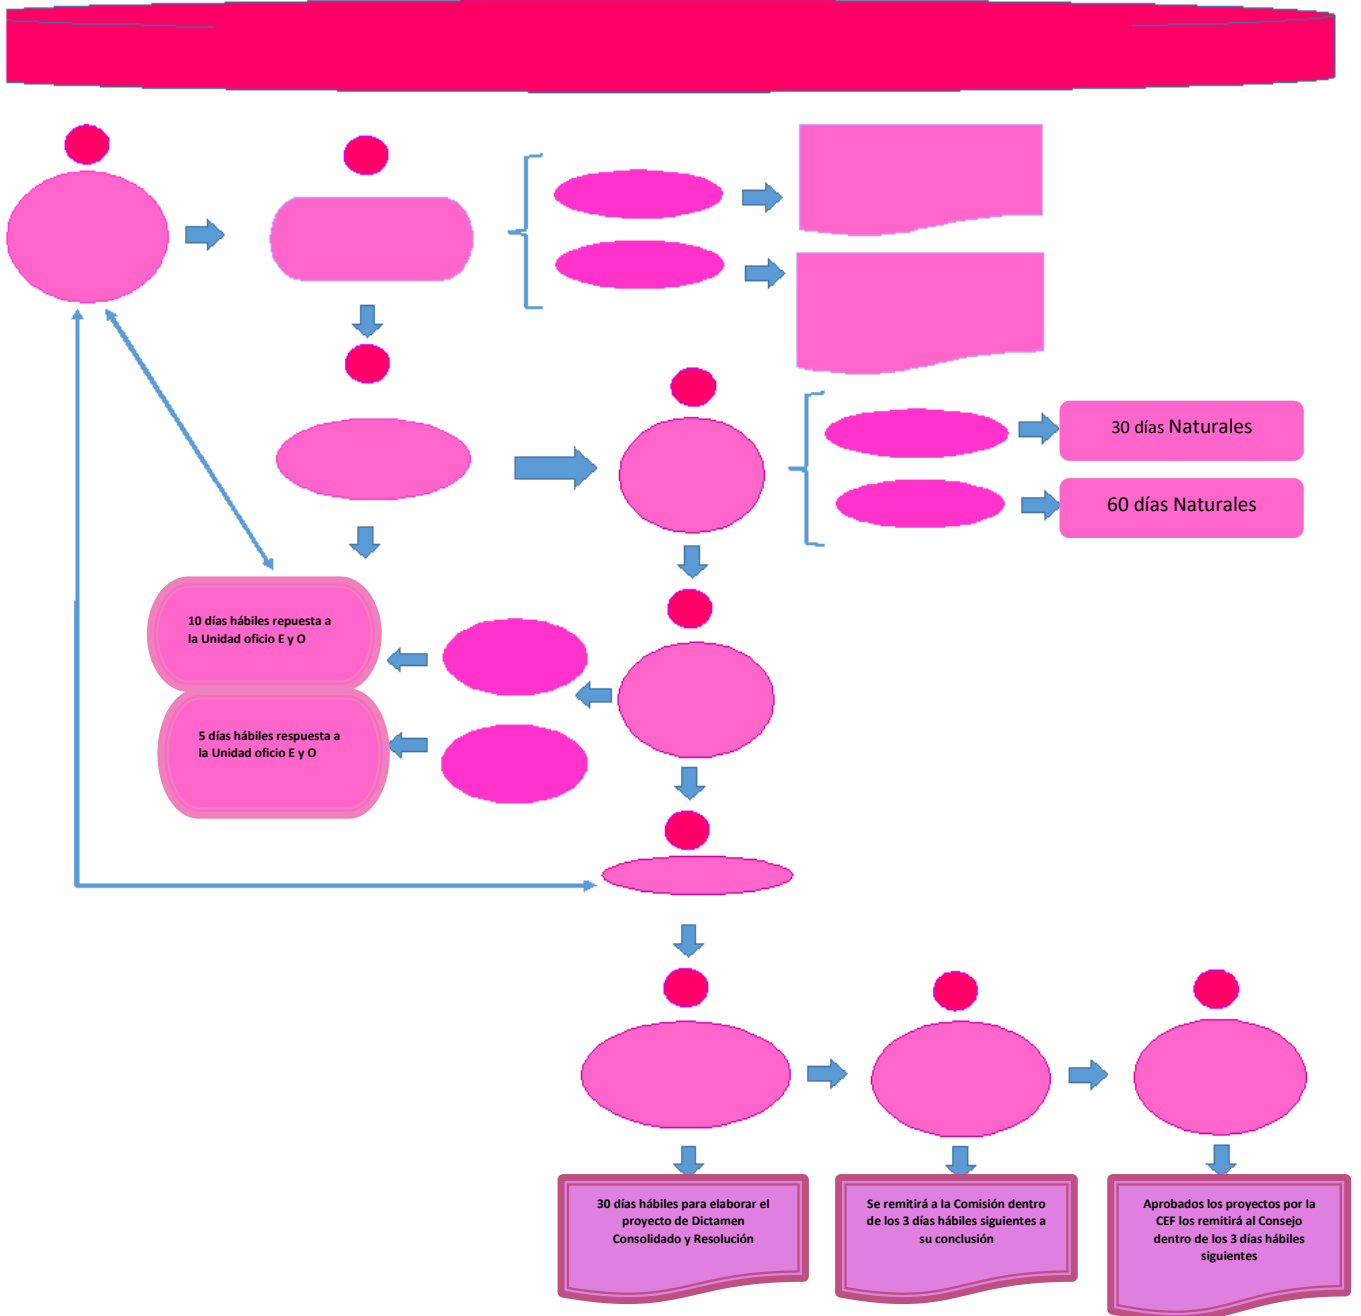 30 días Naturales
60 días Naturales
10 días hábiles repuesta a
la Unidad oficio E y O
5 días hábiles respuesta a
la Unidad oficio E y O
30 días hábiles para elaborar el
proyecto de Dictamen
Consolidado y Resolución
Se remitirá a la Comisión dentro
de los 3 días hábiles siguientes a
su conclusión
Aprobados los proyectos por la
CEF los remitirá al Consejo
dentro de los 3 días hábiles
siguientes